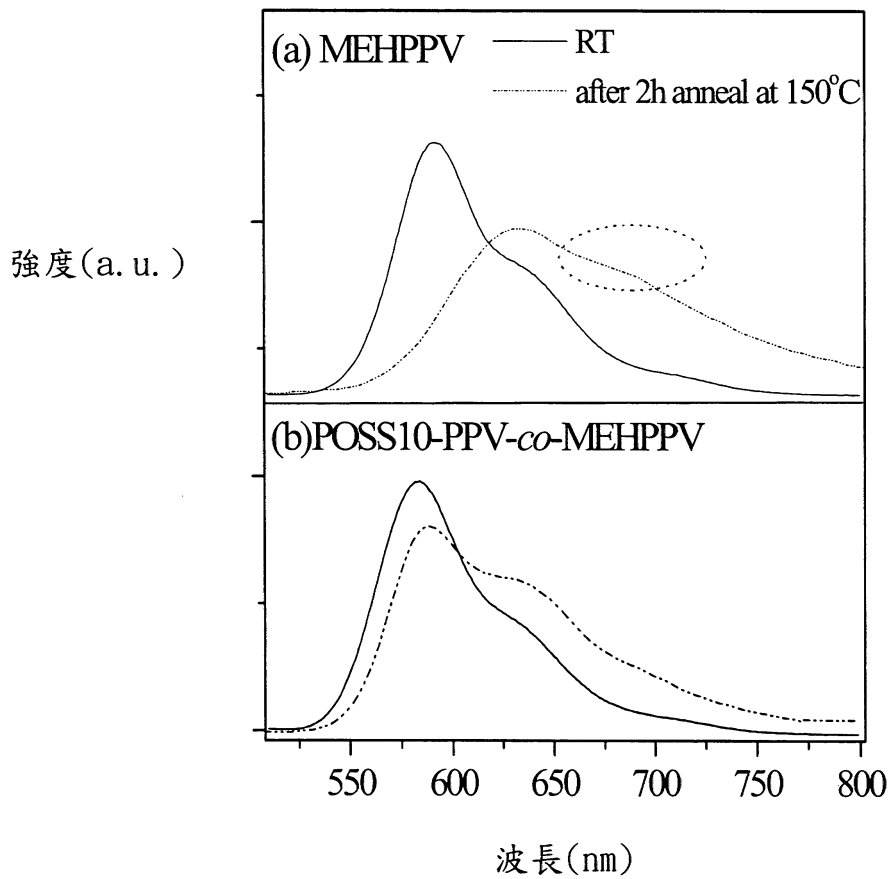 (a) MEHPPV
RT
after 2h anneal at 150°C
強度(a.u.)
(b)POSS10-PPV-co-MEHPPV
550 600 650 700 750 800
波長(nm)